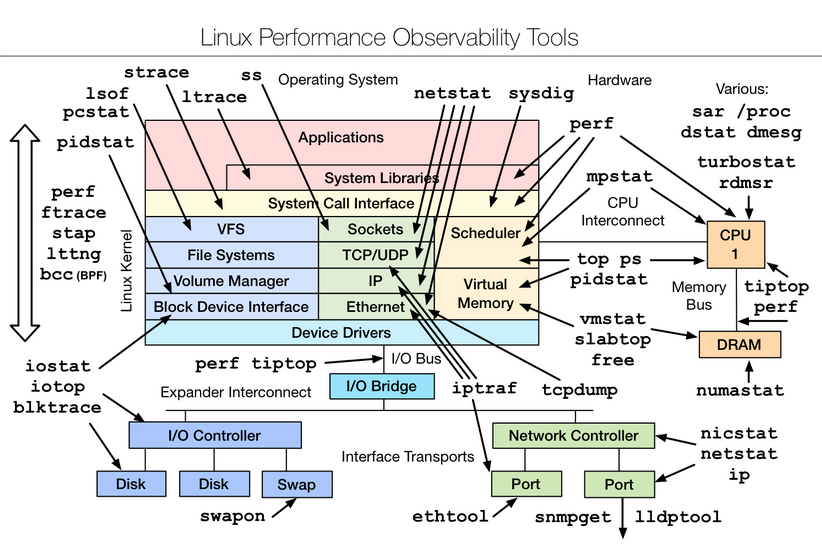 Linux Performance Observability Tools
strace
ss
Operating System
Hardware
Various:
lsof
pcstat
ltrace
netstat
sysdig
sar /proc
dstat dmesg
pidstat
perf
Applications
turbostat
rdmsr
System Libraries
mpstat
perf
ftrace
stap
lttng
bcc (BPF)
System Call Interface
CPU
Interconnect
Linux Kernel
VFS
Sockets
Scheduler
CPU
1
File Systems
TCP/UDP
top ps
pidstat
Volume Manager
IP
Virtual
Memory
Memory
Bus
tiptop
perf
Block Device Interface
Ethernet
Device Drivers
vmstat
slabtop
free
DRAM
iostat
iotop
blktrace
perf tiptop
I/O Bus
I/O Bridge
iptraf
tcpdump
numastat
Expander Interconnect
I/O Controller
Network Controller
nicstat
netstat
ip
Interface Transports
Disk
Disk
Swap
Port
Port
swapon
ethtool
snmpget
lldptool